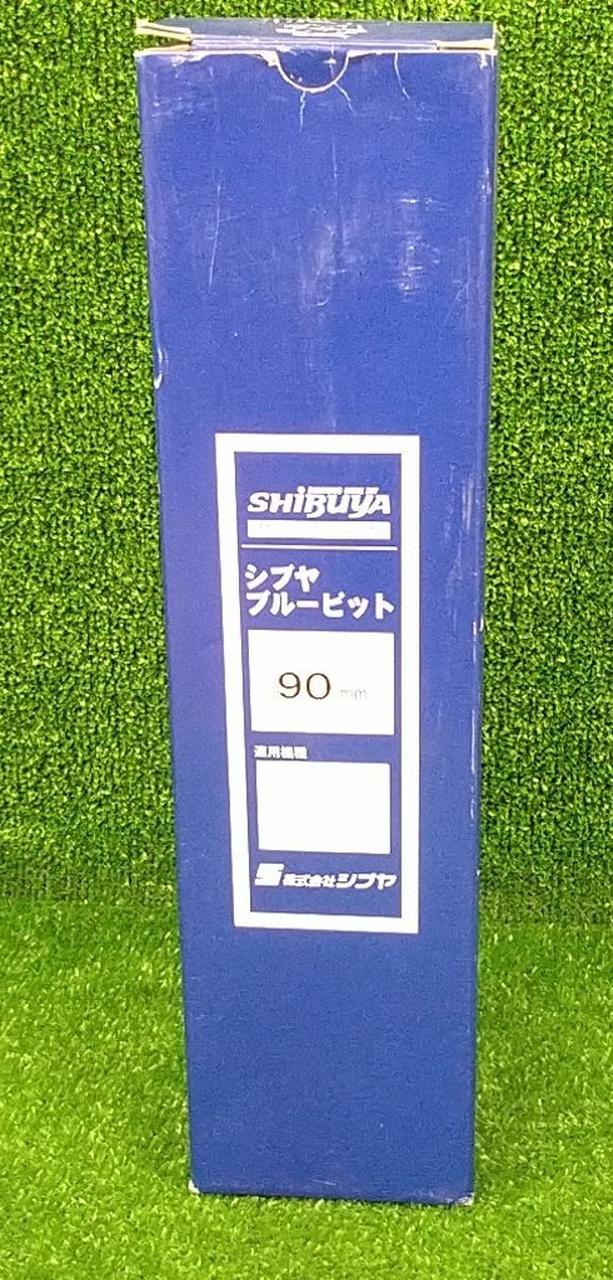 SHiBUYA
シブヤ
ブルービット
90 mm
適用機種
株式会社シブヤ